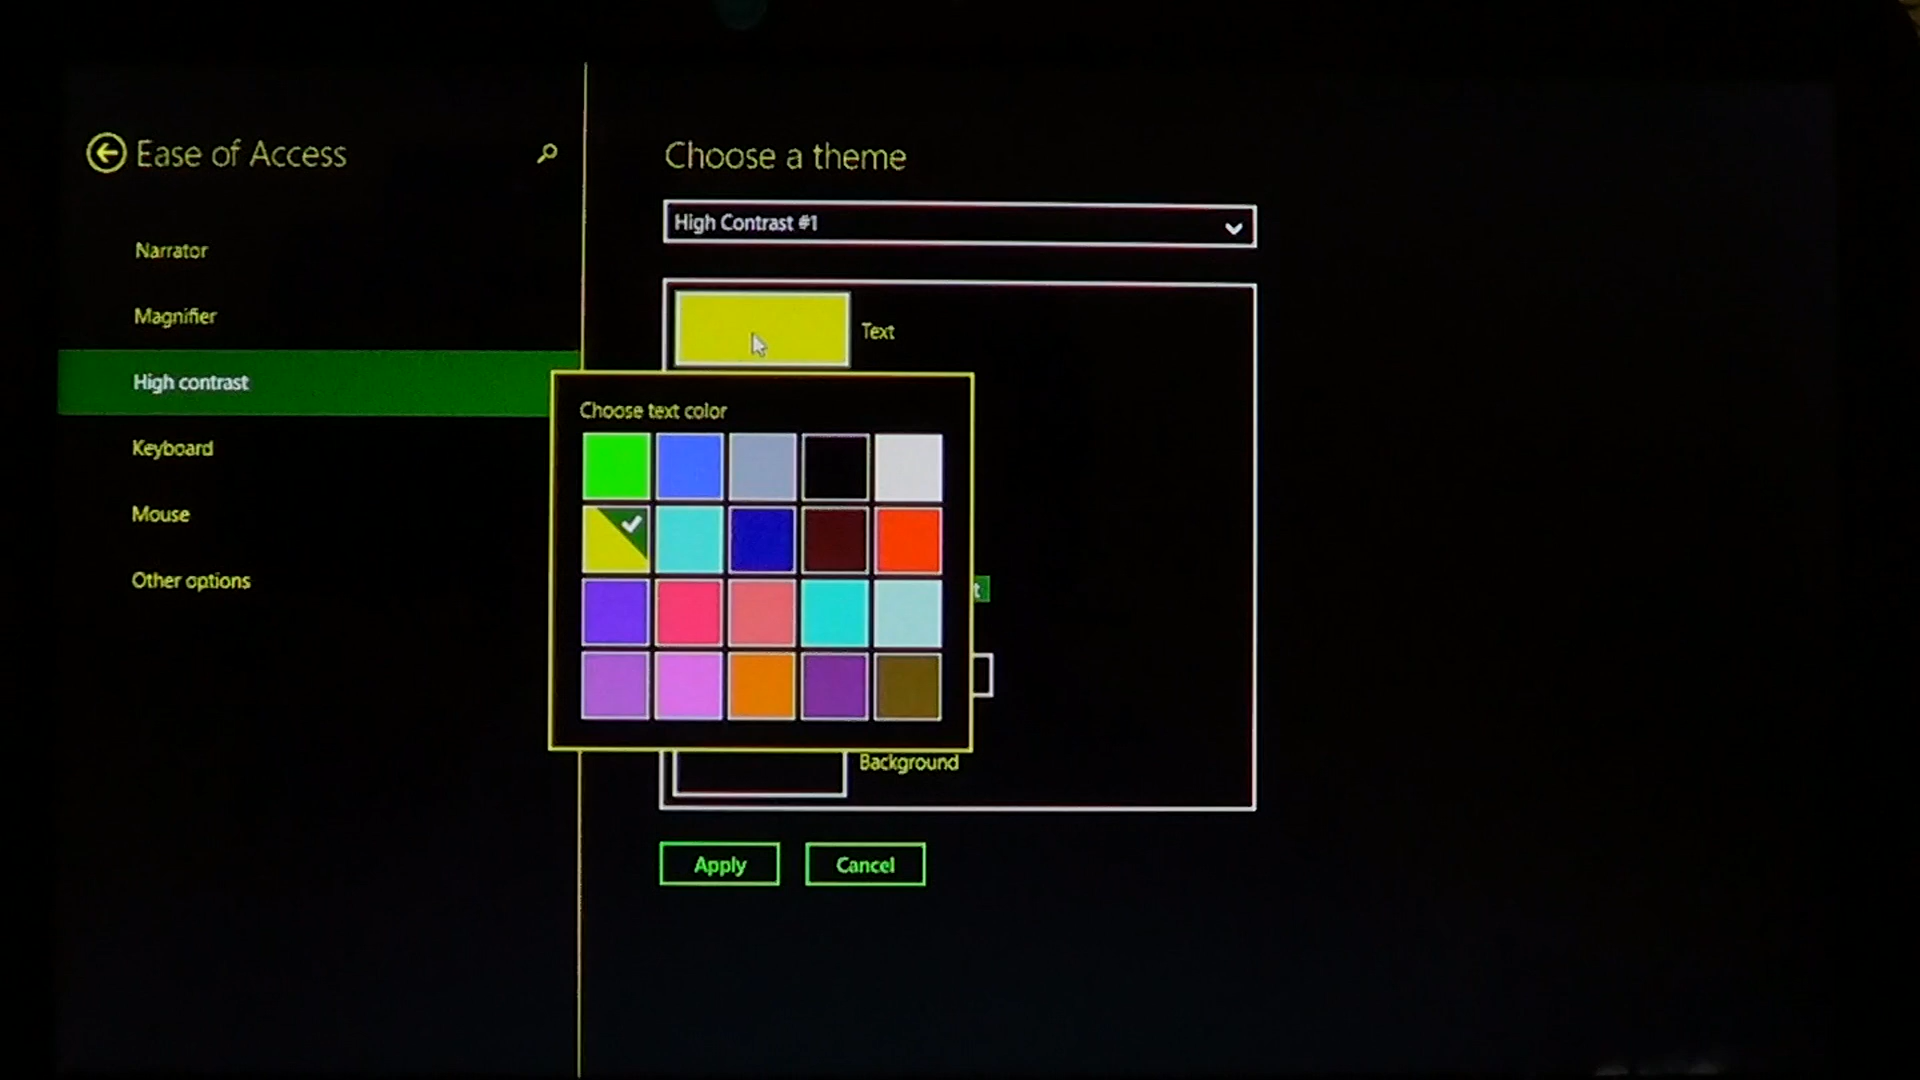 Ease of Access
Narrator
Magnifier
High contrast
Keyboard
Mouse
Other options
Choose a theme
High Contrast #1
Text
Choose text color
t
Background
Apply
Cancel